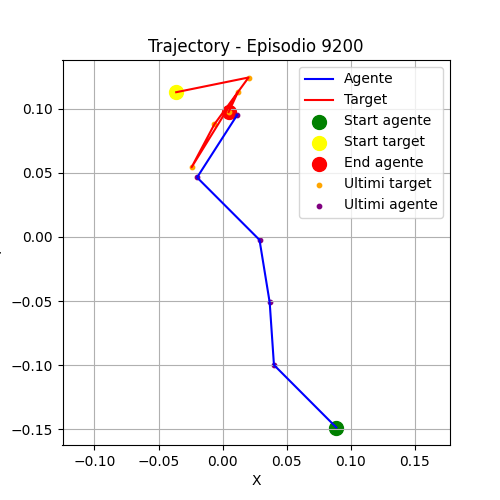 Trajectory - Episodio 9200
Agente
Target
Start agente
Start target
End agente
Ultimi target
Ultimi agente
0.10
0.05
0.00
−0.05
−0.10
−0.15
−0.10
−0.05
0.00
0.05
0.10
0.15
X